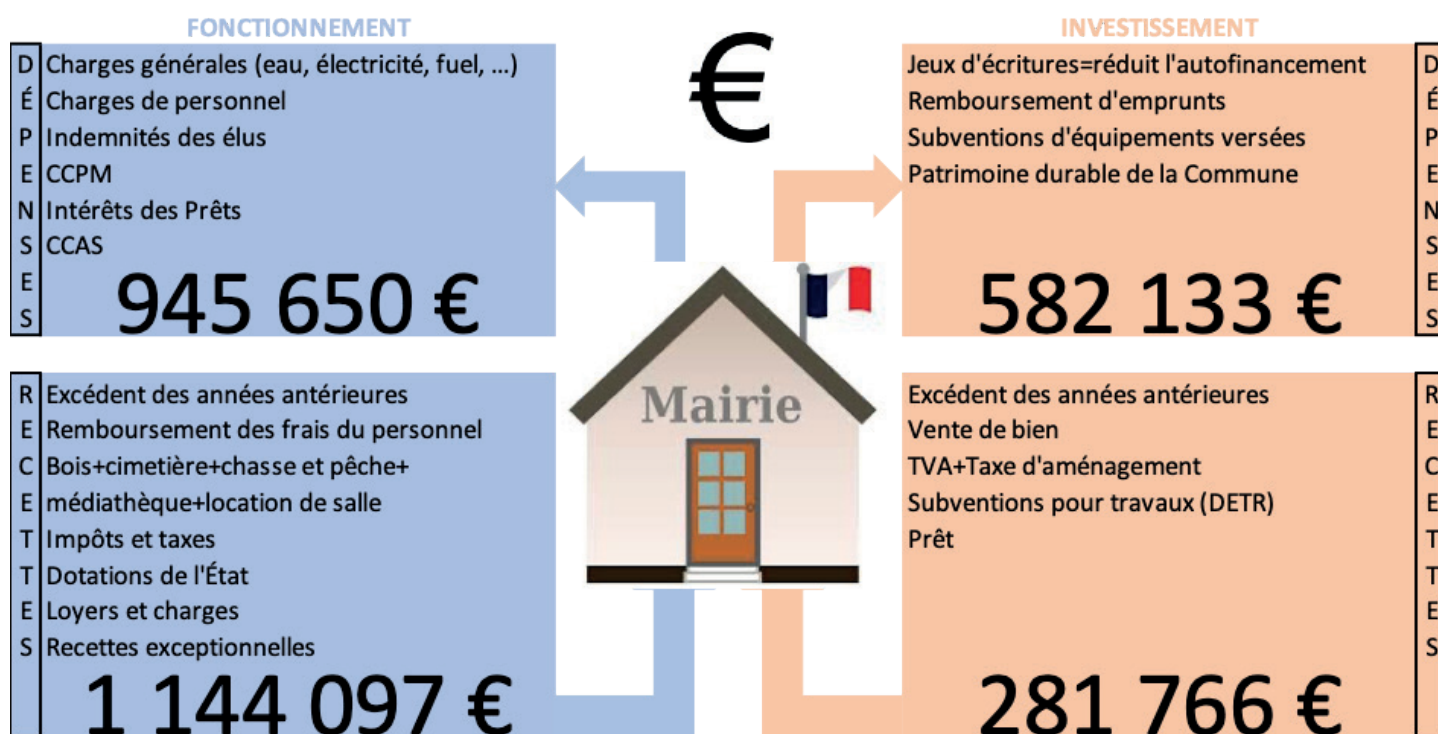 FONCTIONNEMENT
DÉPENSES
Charges générales (eau, électricité, fuel, ...)
Charges de personnel
Indemnités des élus
CCPM
Intérêts des Prêts
CCAS
945 650 €
€
INVESTISSEMENT
Jeux d'écritures=réduit l'autofinancement
Remboursement d'emprunts
Subventions d'équipements versées
Patrimoine durable de la Commune
582 133 €
DÉPENSES
RECETTES
Excédent des années antérieures
Remboursement des frais du personnel
Bois+cimetière+chasse et pêche+
médiathèque+location de salle
Impôts et taxes
Dotations de l'État
Loyers et charges
Recettes exceptionnelles
1 144 097 €
Mairie
Excédent des années antérieures
Vente de bien
TVA+Taxe d'aménagement
Subventions pour travaux (DETR)
Prêt
281 766 €
RECETTES